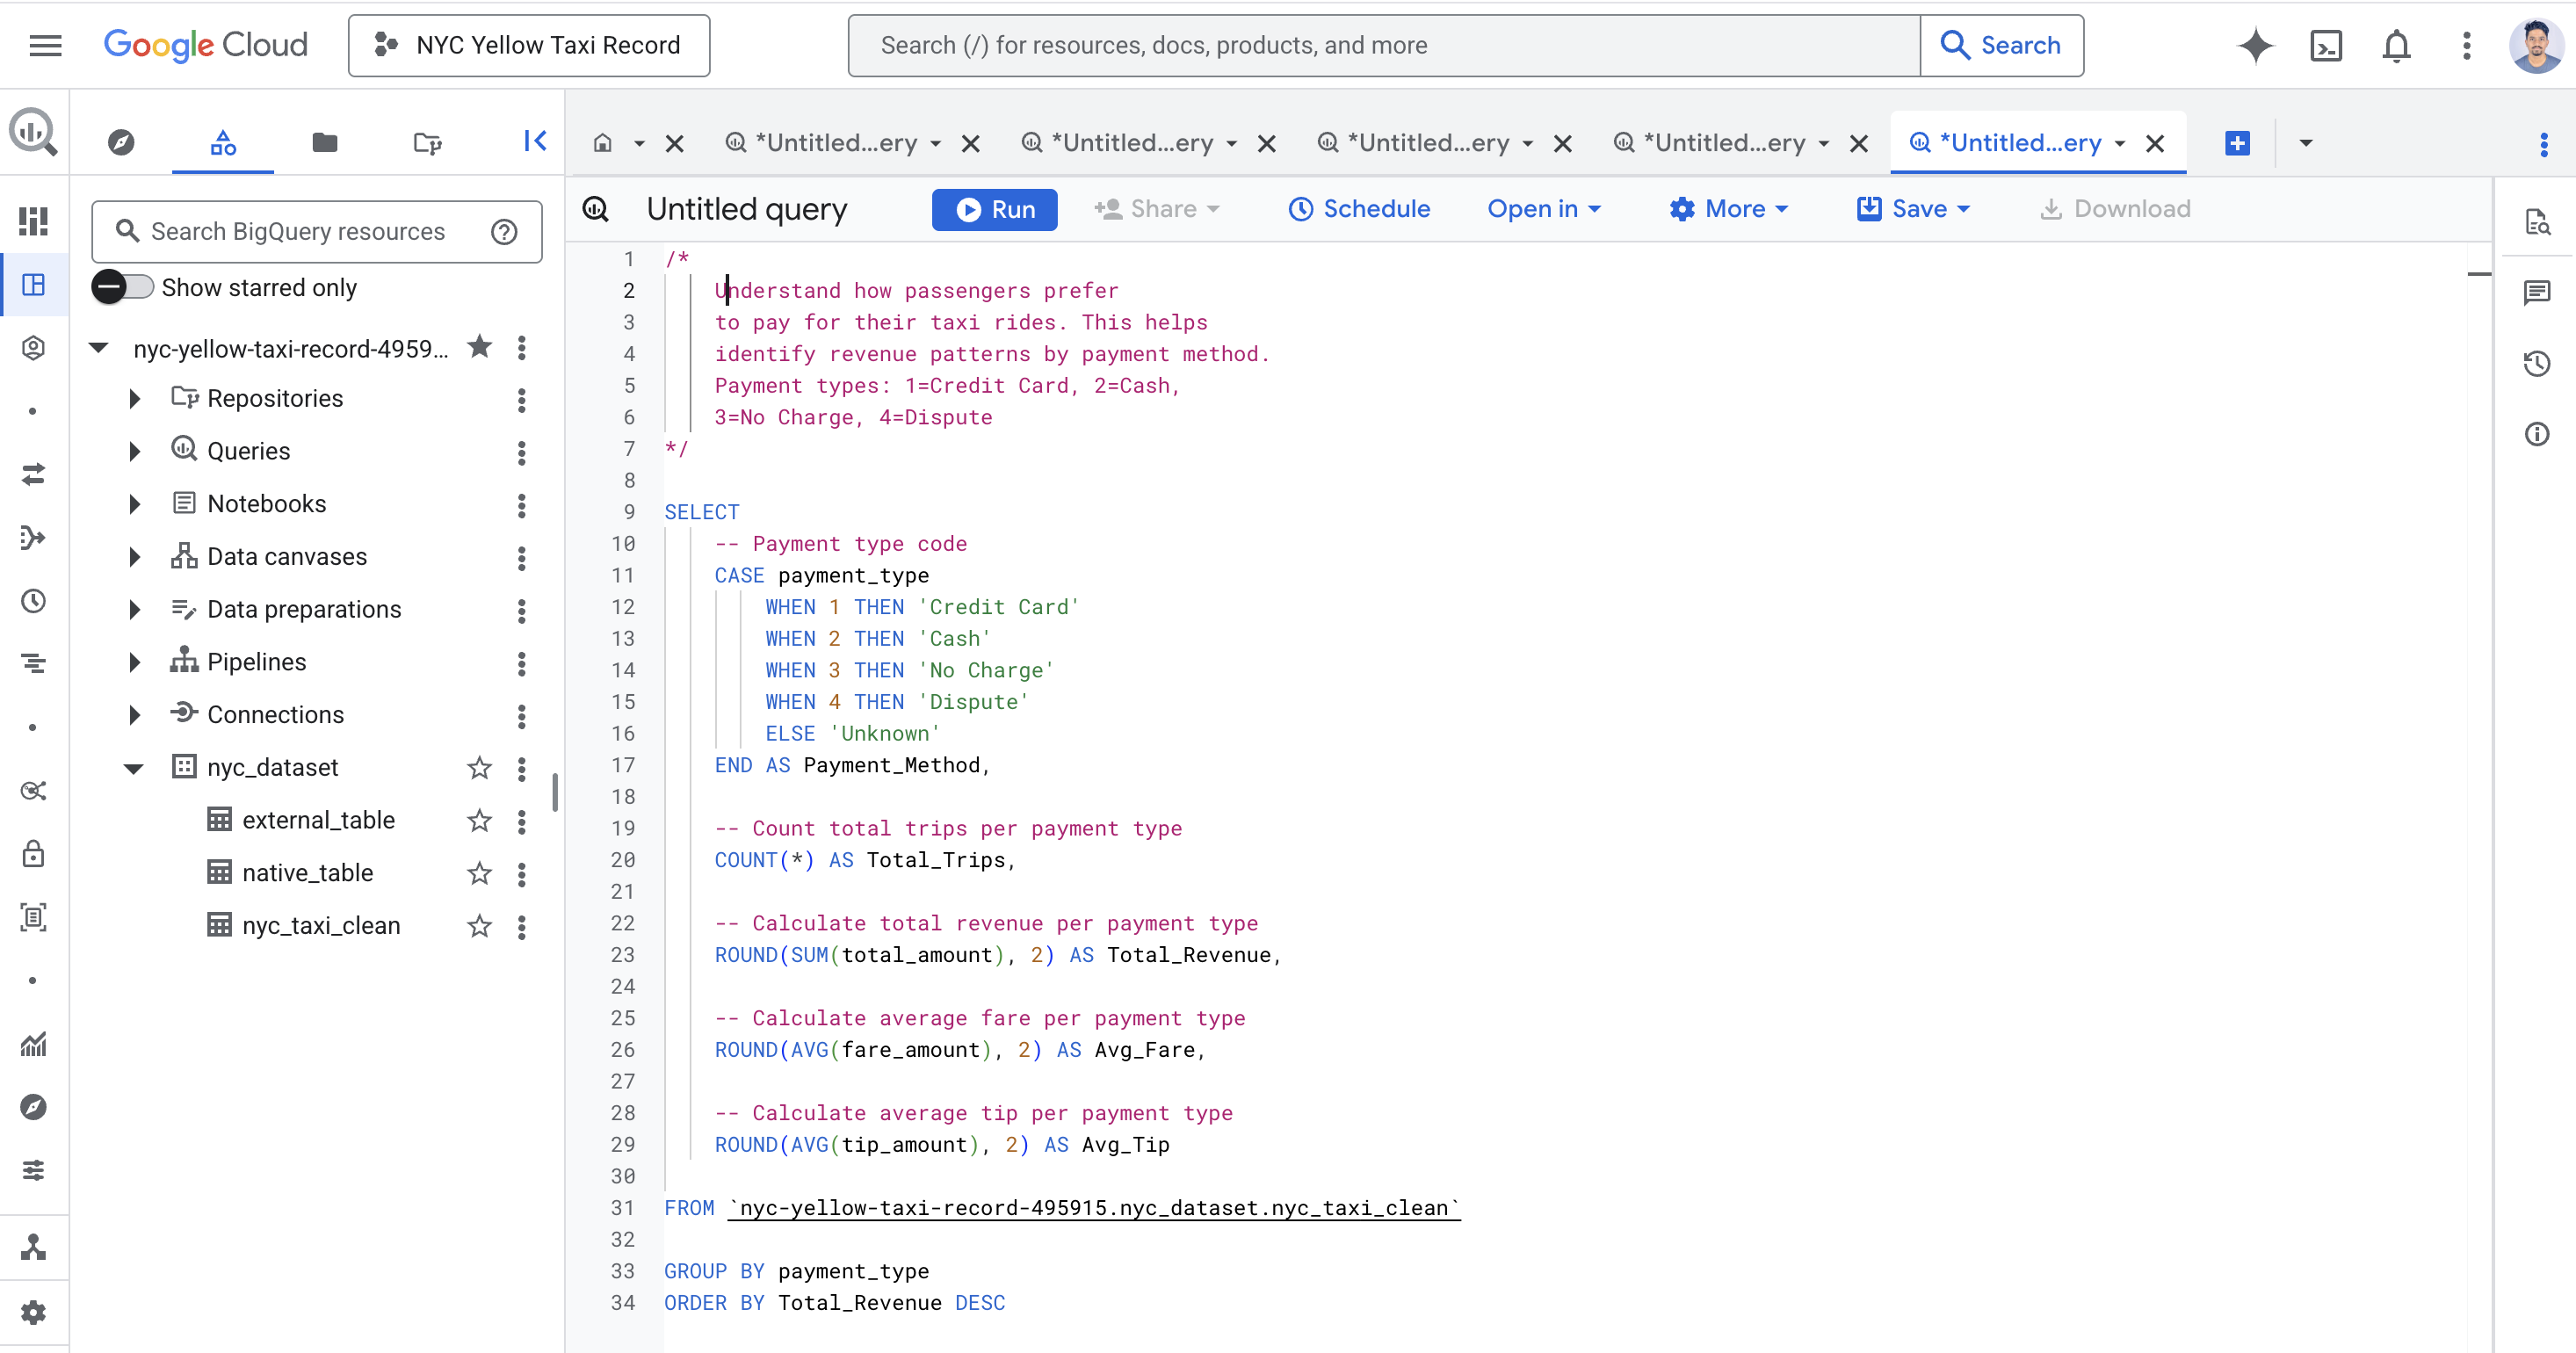 Google Cloud
NYC Yellow Taxi Record
Search (/) for resources, docs, products, and more
Search
*Untitled...ery
*Untitled...ery
*Untitled...ery
*Untitled...ery
*Untitled...ery
Search BigQuery resources
Show starred only
nyc-yellow-taxi-record-4959...
Repositories
Queries
Notebooks
Data canvases
Data preparations
Pipelines
Connections
nyc_dataset
external_table
native_table
nyc_taxi_clean
Untitled query
Run
Share
Schedule
Open in
More
Save
Download
1 /*
2 Understand how passengers prefer
3 to pay for their taxi rides. This helps
4 identify revenue patterns by payment method.
5 Payment types: 1=Credit Card, 2=Cash,
6 3=No Charge, 4=Dispute
7 */
8
9 SELECT
10 -- Payment type code
11 CASE payment_type
12 WHEN 1 THEN 'Credit Card'
13 WHEN 2 THEN 'Cash'
14 WHEN 3 THEN 'No Charge'
15 WHEN 4 THEN 'Dispute'
16 ELSE 'Unknown'
17 END AS Payment_Method,
18
19 -- Count total trips per payment type
20 COUNT(*) AS Total_Trips,
21
22 -- Calculate total revenue per payment type
23 ROUND(SUM(total_amount), 2) AS Total_Revenue,
24
25 -- Calculate average fare per payment type
26 ROUND(AVG(fare_amount), 2) AS Avg_Fare,
27
28 -- Calculate average tip per payment type
29 ROUND(AVG(tip_amount), 2) AS Avg_Tip
30
31 FROM `nyc-yellow-taxi-record-495915.nyc_dataset.nyc_taxi_clean`
32
33 GROUP BY payment_type
34 ORDER BY Total_Revenue DESC